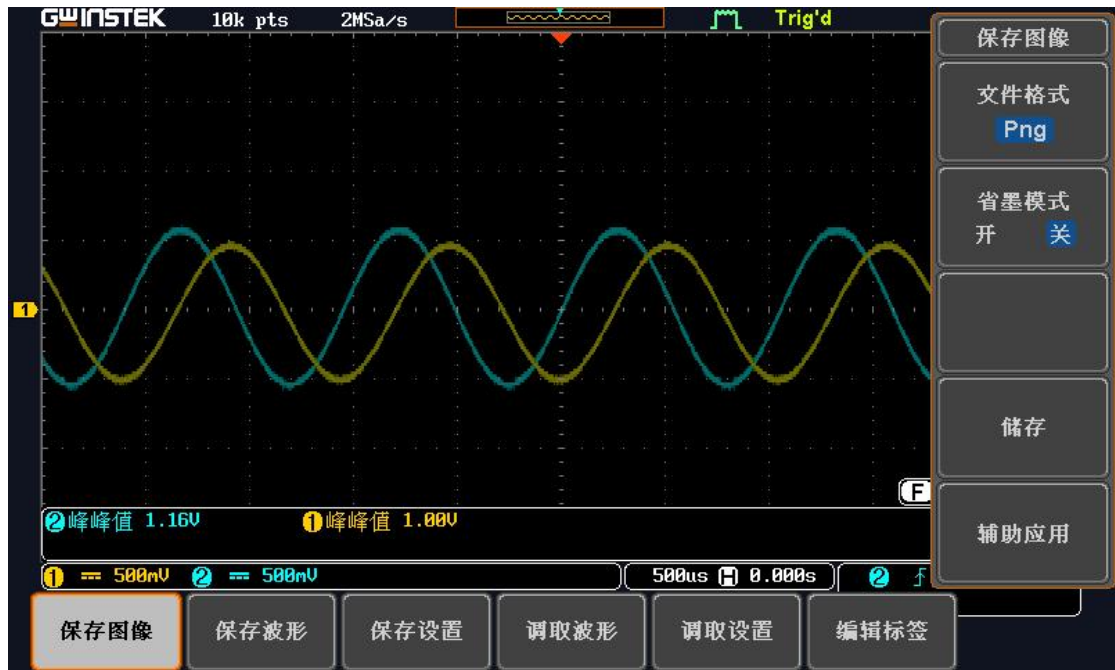 GWINSTEK 10k pts 2MSa/s Trig'd
保存图像
文件格式
Png
省墨模式
开 关
1
储存
F
辅助应用
2 峰峰值 1.16V 1 峰峰值 1.00V
1 500mV 2 500mV 500us H 0.000s 2
保存图像 保存波形 保存设置 调取波形 调取设置 编辑标签